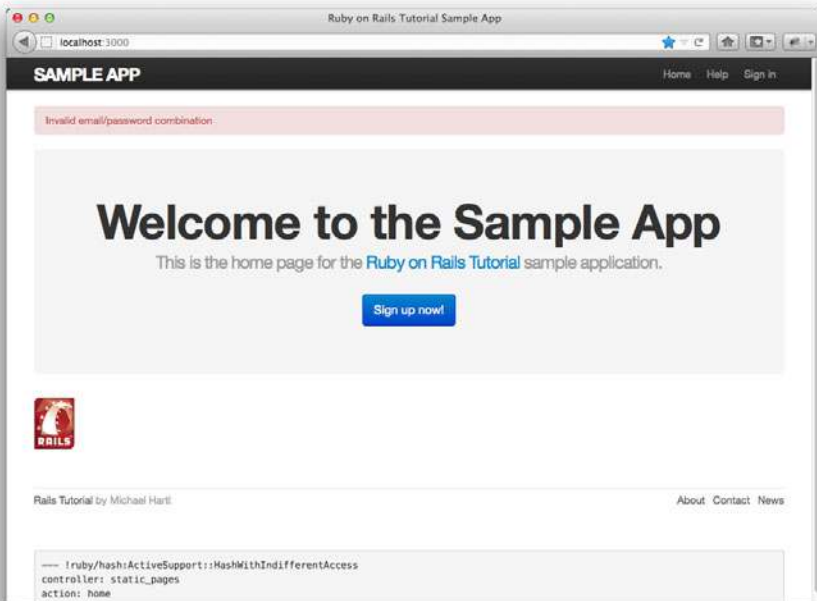 Ruby on Rails Tutorial Sample App
localhost:3000
SAMPLE APP
Home Help Sign in
Invalid email/password combination
Welcome to the Sample App
This is the home page for the Ruby on Rails Tutorial sample application.
Sign up now!
RAILS
Rails Tutorial by Michael Hartl
About Contact News
--- !ruby/hash:ActiveSupport::HashWithIndifferentAccess
controller: static_pages
action: home